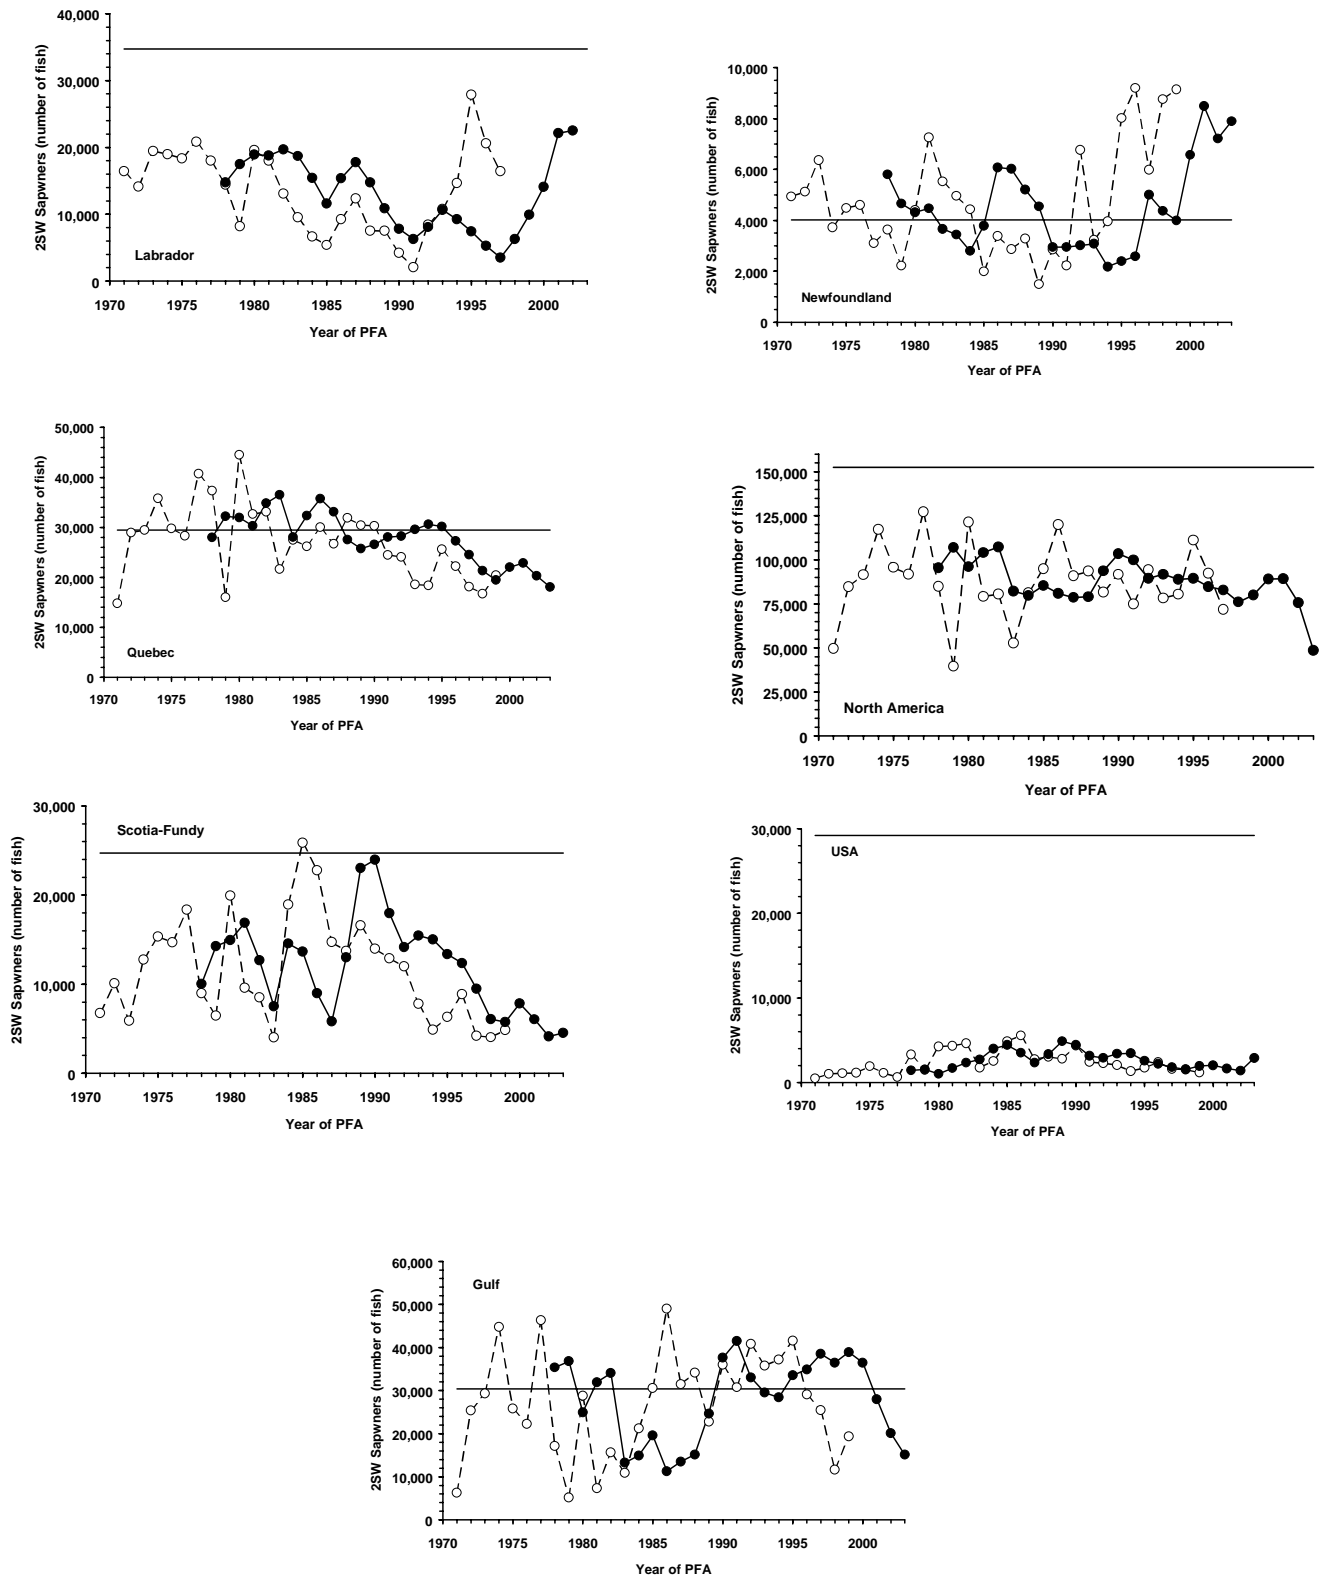 40,000
30,000
20,000
10,000
0
2SW Sapwners (number of fish)
Labrador
1970 1975 1980 1985 1990 1995 2000
Year of PFA
10,000
8,000
6,000
4,000
2,000
0
2SW Sapwners (number of fish)
Newfoundland
1970 1975 1980 1985 1990 1995 2000
Year of PFA
50,000
40,000
30,000
20,000
10,000
0
2SW Sapwners (number of fish)
Quebec
1970 1975 1980 1985 1990 1995 2000
Year of PFA
150,000
125,000
100,000
75,000
50,000
25,000
0
2SW Sapwners (number of fish)
North America
1970 1975 1980 1985 1990 1995 2000
Year of PFA
30,000
20,000
10,000
0
2SW Sapwners (number of fish)
Scotia-Fundy
1970 1975 1980 1985 1990 1995 2000
Year of PFA
30,000
20,000
10,000
0
2SW Sapwners (number of fish)
USA
1970 1975 1980 1985 1990 1995 2000
Year of PFA
60,000
50,000
40,000
30,000
20,000
10,000
0
2SW Sapwners (number of fish)
Gulf
1970 1975 1980 1985 1990 1995 2000
Year of PFA